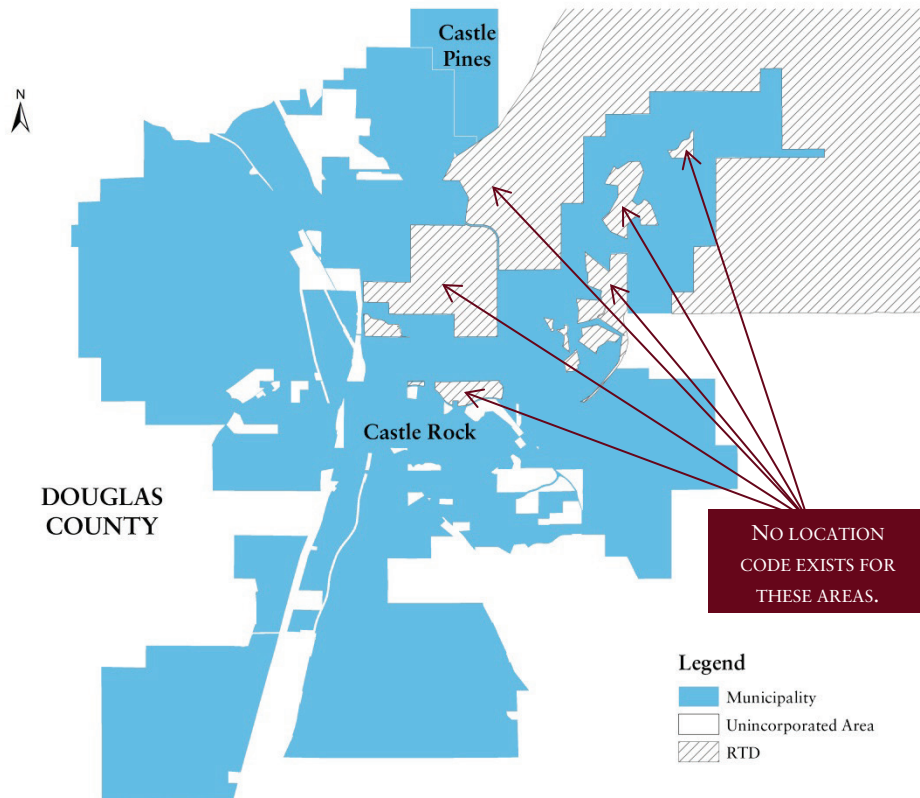 Castle
Pines
N
Castle Rock
DOUGLAS
COUNTY
NO LOCATION
CODE EXISTS FOR
THESE AREAS.
Legend
Municipality
Unincorporated Area
RTD